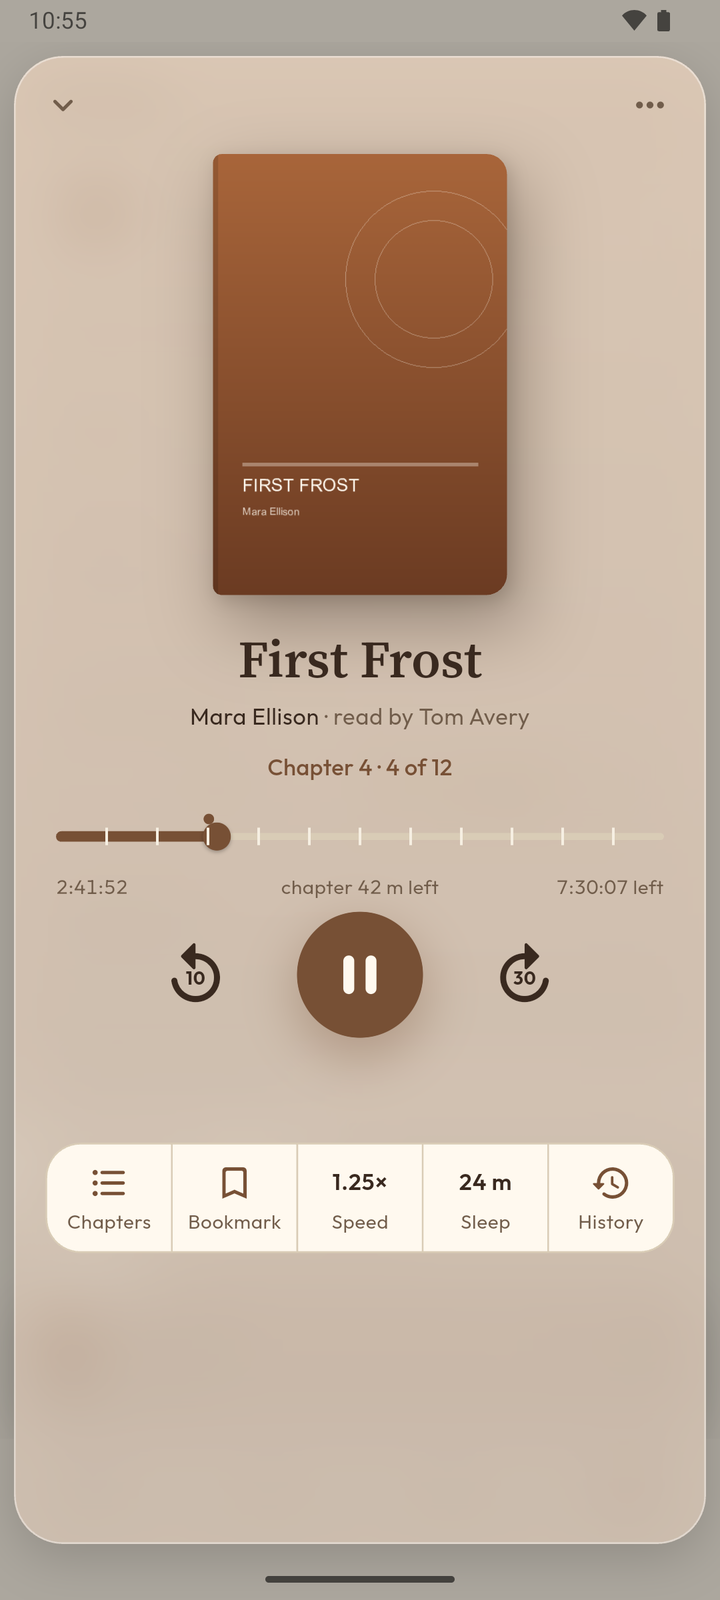 10:55
FIRST FROST
Mara Ellison
First Frost
Mara Ellison · read by Tom Avery
Chapter 4 · 4 of 12
2:41:52 chapter 42 m left 7:30:07 left
10 30
1.25× 24 m
Chapters Bookmark Speed Sleep History